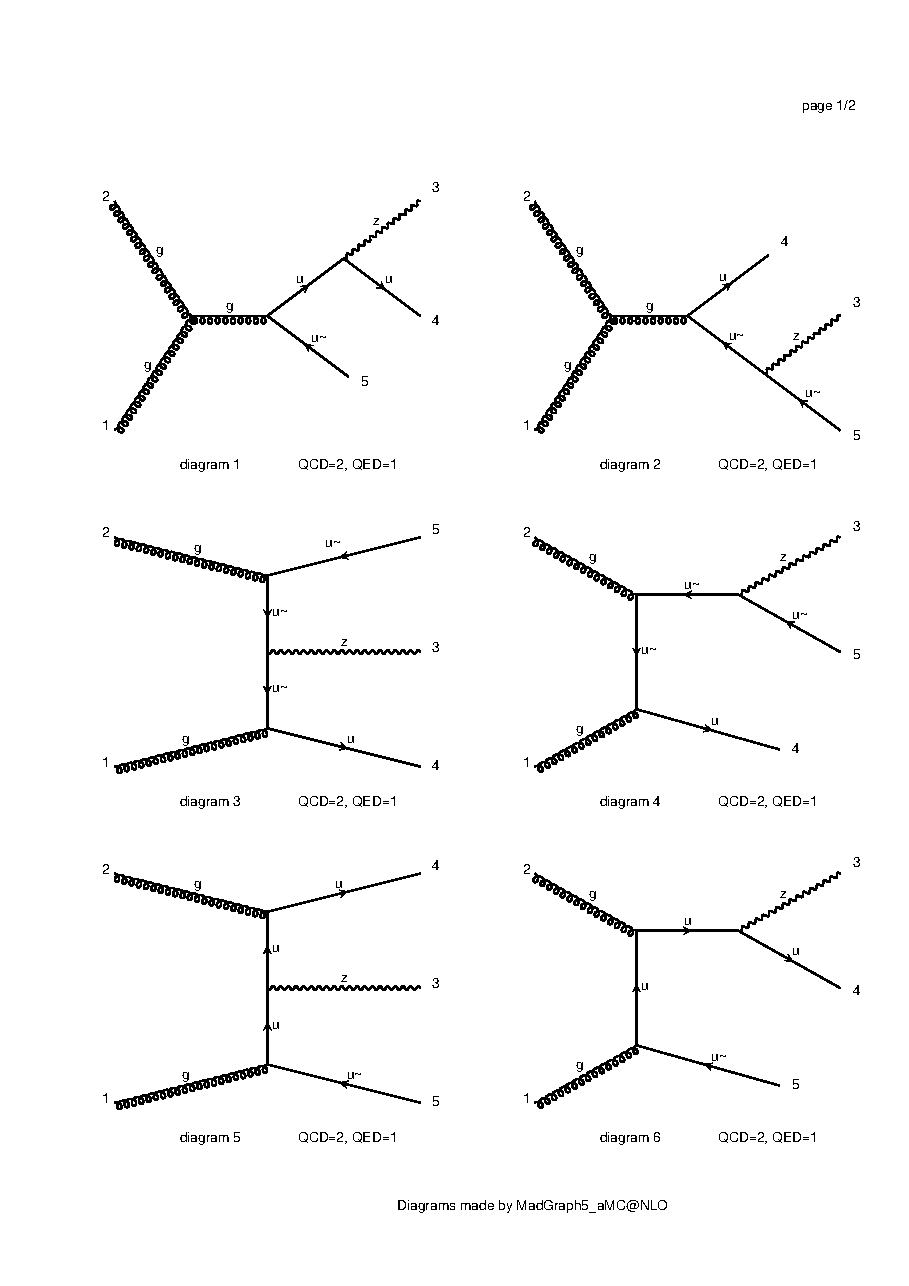 page 1/2
2 g 1 g g u z 3 u 4 u~ 5
diagram 1 QCD=2, QED=1
2 g 1 g g u 4 u~ z 3 u~ 5
diagram 2 QCD=2, QED=1
2 g u~ 5 u~ z 3 u~ 1 g u 4
diagram 3 QCD=2, QED=1
2 g u~ z 3 u~ 5 u~ 1 g u 4
diagram 4 QCD=2, QED=1
2 g u 4 u z 3 u 1 g u~ 5
diagram 5 QCD=2, QED=1
2 g u z 3 u 4 u 1 g u~ 5
diagram 6 QCD=2, QED=1
Diagrams made by MadGraph5_aMC@NLO